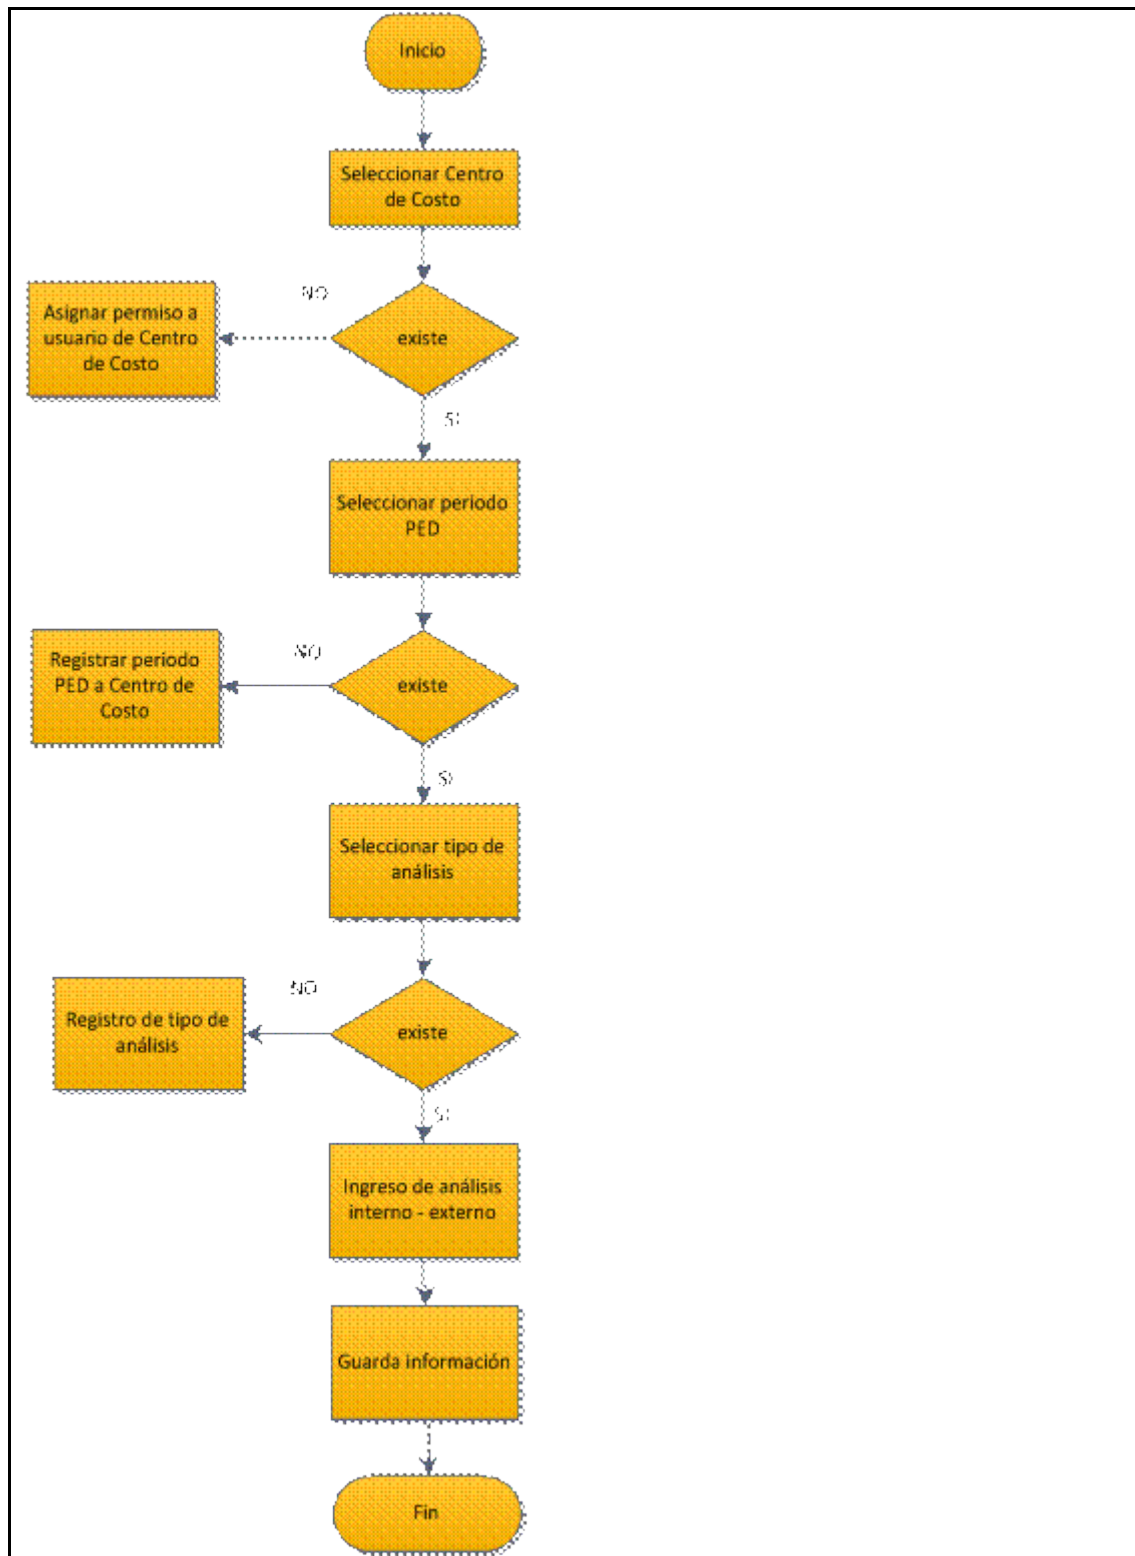 Inicio
Seleccionar Centro
de Costo
NO
Asignar permiso a
usuario de Centro
de Costo
existe
SI
Seleccionar periodo
PED
NO
Registrar periodo
PED a Centro de
Costo
existe
SI
Seleccionar tipo de
análisis
NO
Registro de tipo de
análisis
existe
SI
Ingreso de análisis
interno - externo
Guarda información
Fin